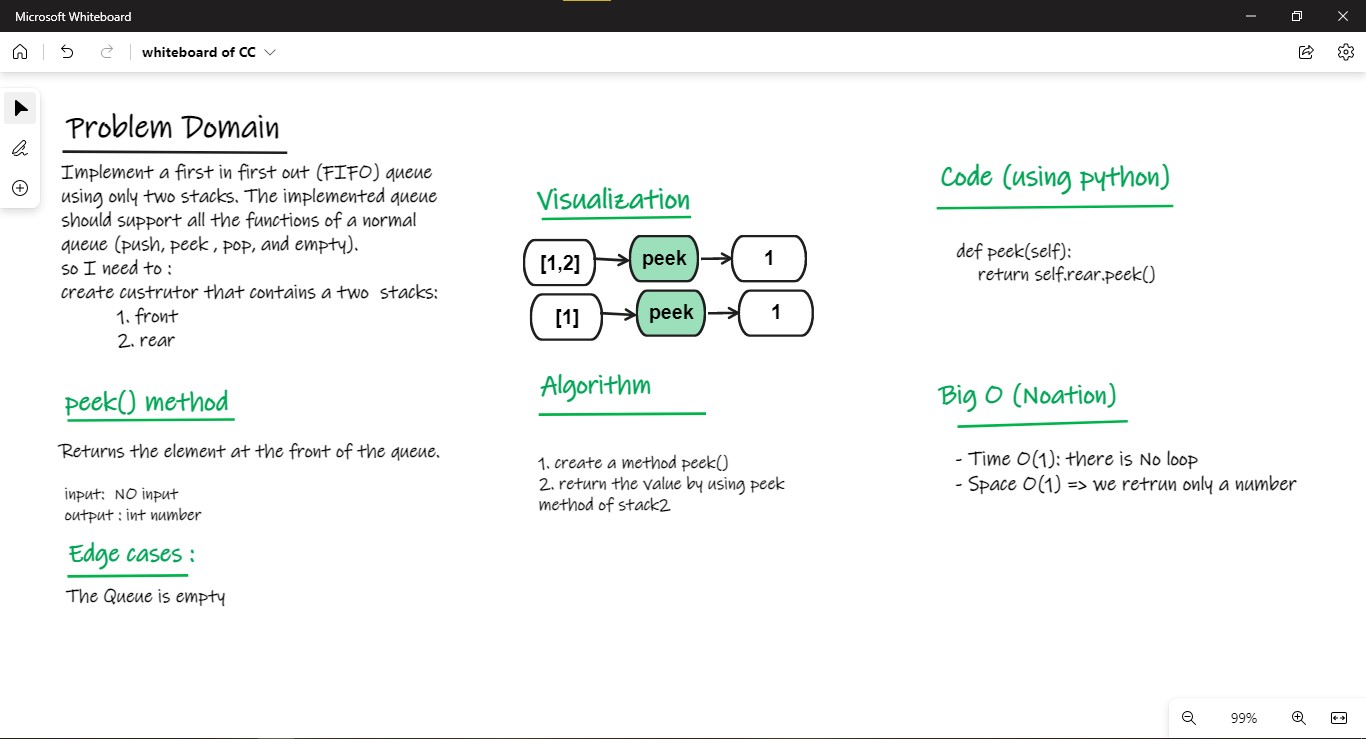 Microsoft Whiteboard
whiteboard of CC
Problem Domain
Implement a first in first out (FIFO) queue
using only two stacks. The implemented queue
should support all the functions of a normal
queue (push, peek , pop, and empty).
so I need to :
create custrutor that contains a two stacks:
1. front
2. rear
peek() method
Returns the element at the front of the queue.
input: NO input
output : int number
Edge cases :
The Queue is empty
Visualization
[1,2] peek 1
[1] peek 1
Algorithm
1. create a method peek()
2. return the value by using peek
method of stack2
Code (using python)
def peek(self):
return self.rear.peek()
Big O (Noation)
- Time O(1): there is No loop
- Space O(1) => we retrun only a number
99%